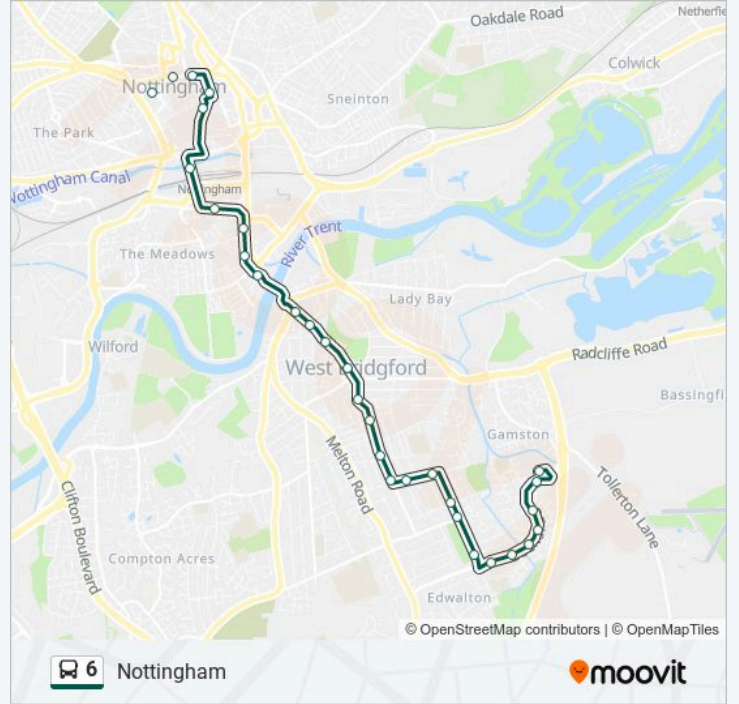 Oakdale Road
Netherfie
Colwick
Nottingham
Sneinton
The Park
Nottingham Canal
Nottingham
River Trent
The Meadows
Lady Bay
Wilford
Radcliffe Road
West Bridgford
Bassingfi
Gamston
Melton Road
Tollerton Lane
Clifton Boulevard
Compton Acres
Edwalton
© OpenStreetMap contributors | © OpenMapTiles
6 Nottingham
moovit